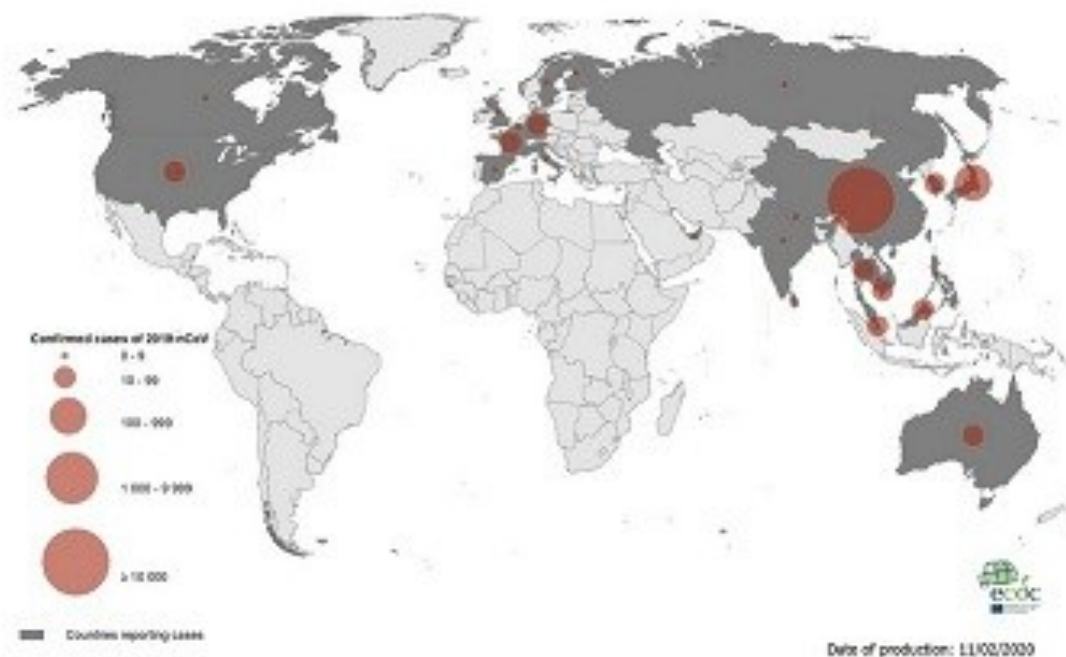 Confirmed cases of 2019 nCoV
0 - 9
10 - 99
100 - 999
1 000 - 9 999
≥ 10 000
Countries reporting cases
ecdc
Date of production: 11/02/2020